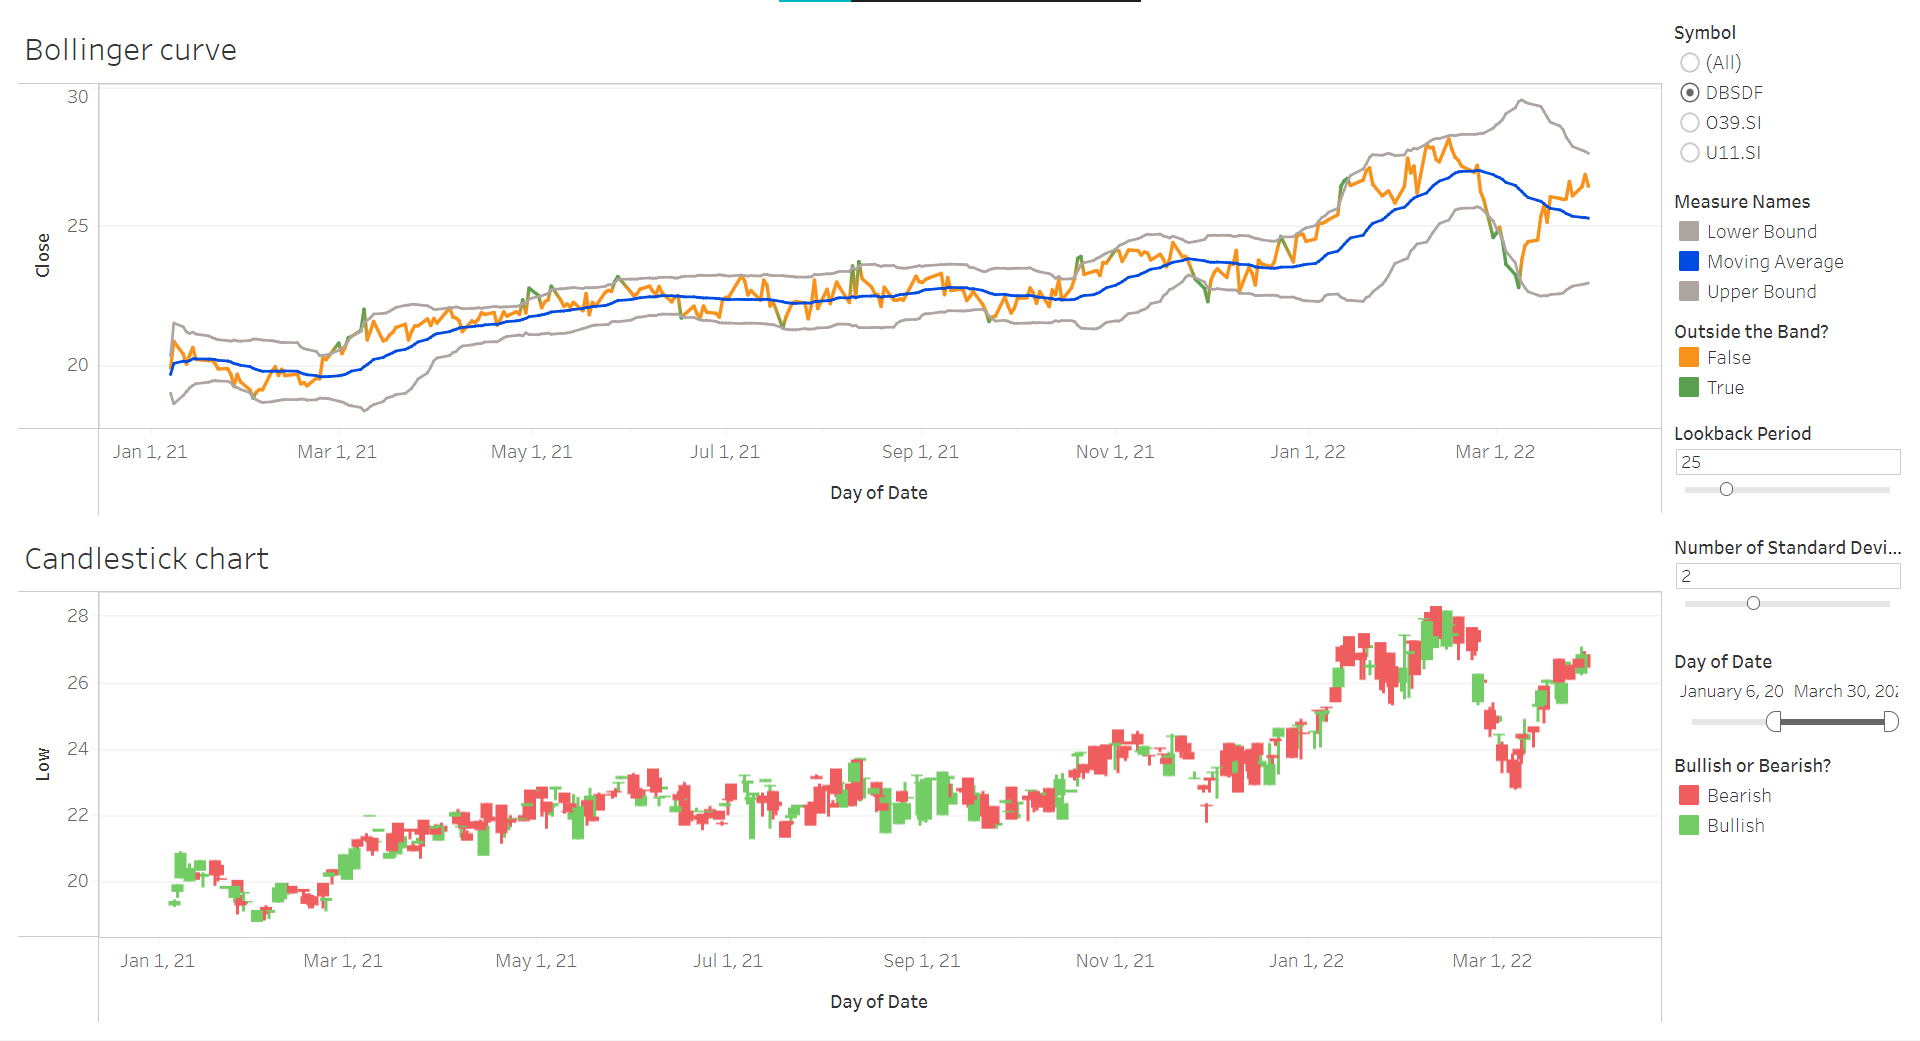 Bollinger curve
30
25
20
Close
Jan 1, 21
Mar 1, 21
May 1, 21
Jul 1, 21
Sep 1, 21
Nov 1, 21
Jan 1, 22
Mar 1, 22
Day of Date
Candlestick chart
28
26
24
22
20
Low
Jan 1, 21
Mar 1, 21
May 1, 21
Jul 1, 21
Sep 1, 21
Nov 1, 21
Jan 1, 22
Mar 1, 22
Day of Date
Symbol
(All)
DBSDF
O39.SI
U11.SI
Measure Names
Lower Bound
Moving Average
Upper Bound
Outside the Band?
False
True
Lookback Period
25
Number of Standard Devi...
2
Day of Date
January 6, 20 March 30, 202
Bullish or Bearish?
Bearish
Bullish